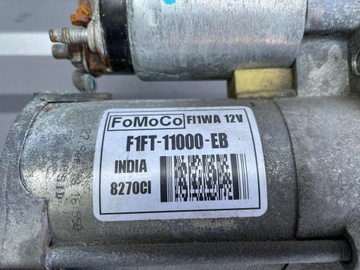 FoMoCo FI1WA 12V
F1FT-11000-EB
INDIA
8270CI